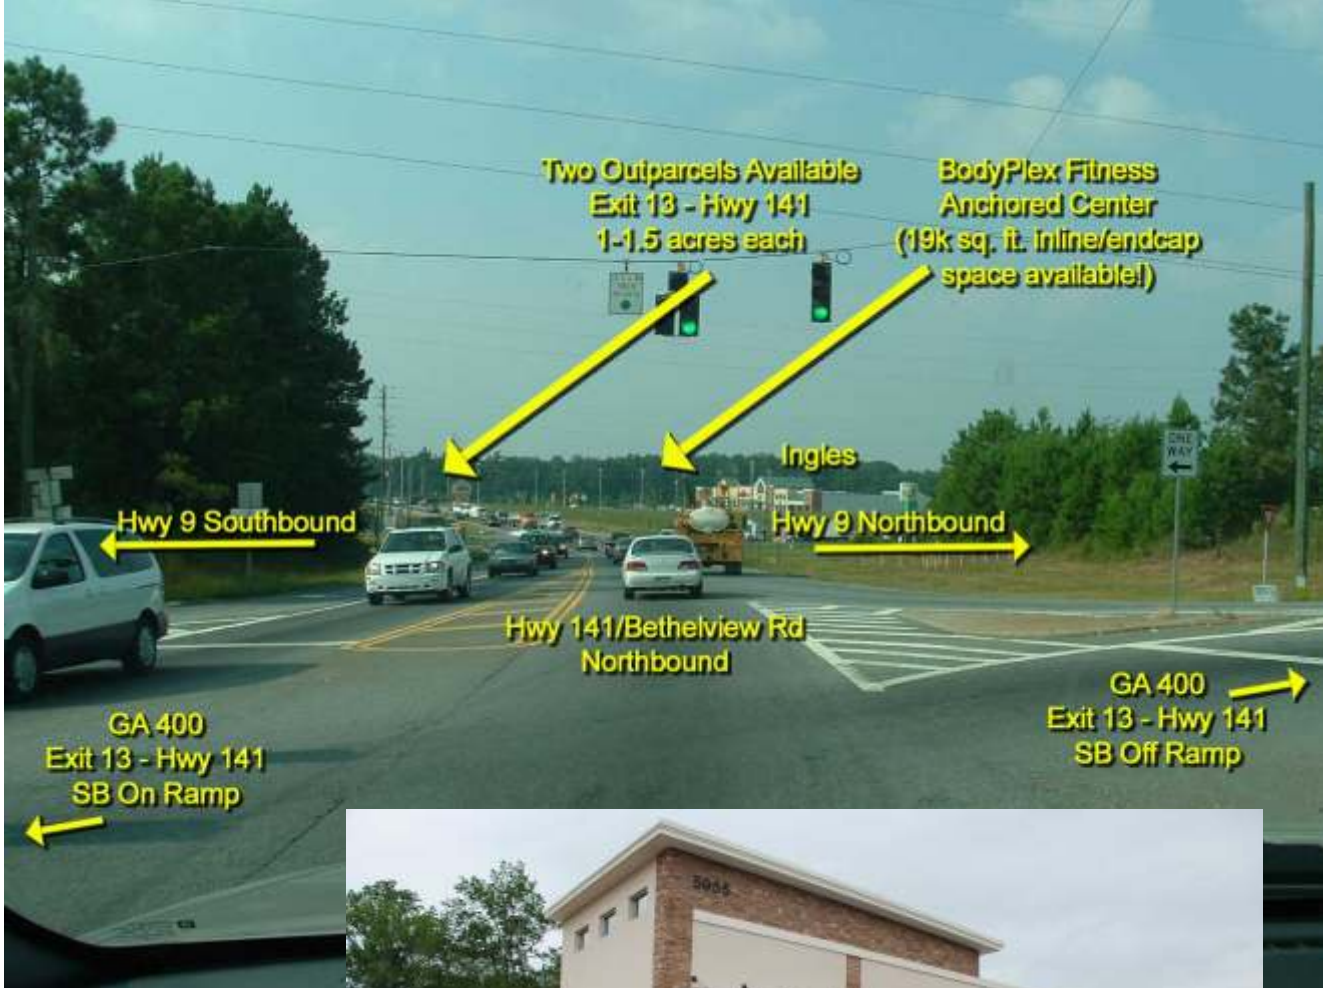 Two Outparcels Available
Exit 13 - Hwy 141
1-1.5 acres each
BodyPlex Fitness
Anchored Center
(19k sq. ft. inline/endcap
space available!)
Ingles
ONE
WAY
Hwy 9 Southbound
Hwy 9 Northbound
Hwy 141/Bethelview Rd
Northbound
GA 400
Exit 13 - Hwy 141
SB On Ramp
GA 400
Exit 13 - Hwy 141
SB Off Ramp